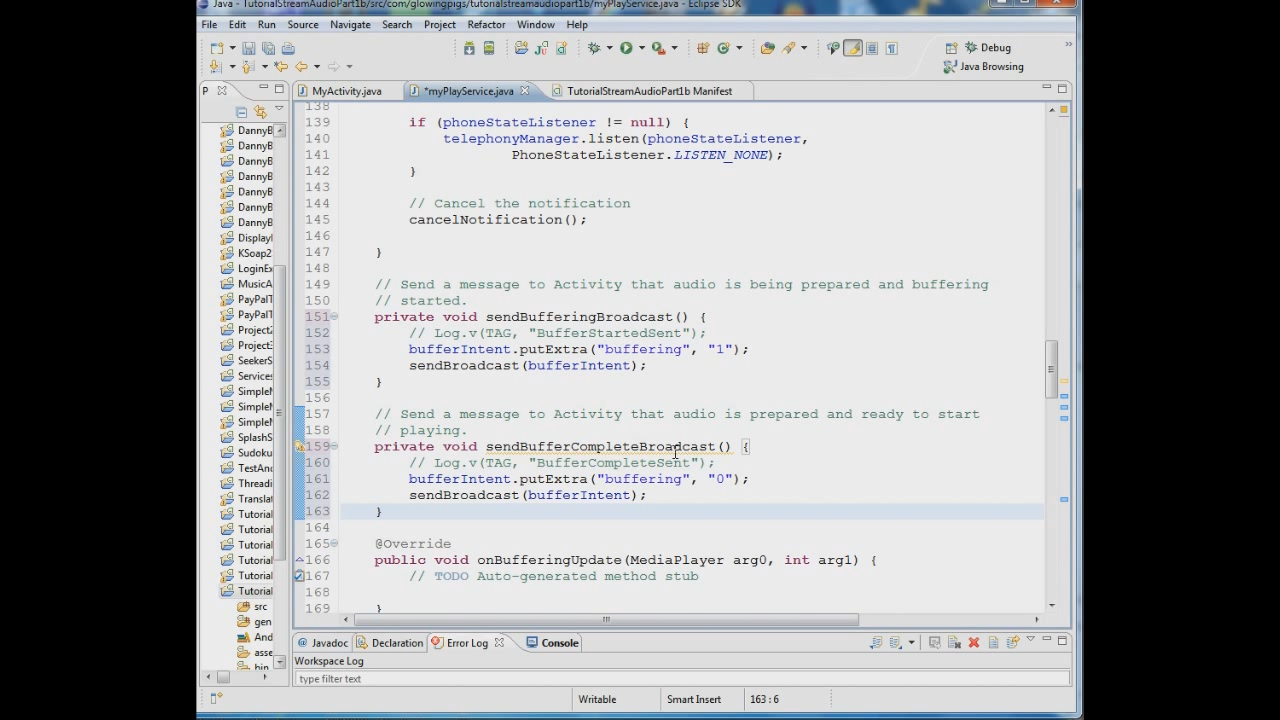 Java - TutorialStreamAudioPart1b/src/com/glowingpigs/tutorialstreamaudiopart1b/myPlayService.java - Eclipse SDK
File Edit Run Source Navigate Search Project Refactor Window Help
Debug
Java Browsing
P
MyActivity.java
*myPlayService.java
TutorialStreamAudioPart1b Manifest
DannyB
DannyB
DannyB
DannyB
DannyB
DannyB
DannyB
DisplayI
KSoap2
LoginEx
MusicA
PayPalT
PayPalT
Project2
Project3
SeekerS
Services
SimpleN
SimpleN
SimpleN
SplashS
Sudoku
TestAnd
Threadi
Translat
Tutorial
Tutorial
Tutorial
Tutorial
Tutorial
Tutorial
src
gen
And
asse
bin
138
139 if (phoneStateListener != null) {
140 telephonyManager.listen(phoneStateListener,
141 PhoneStateListener.LISTEN_NONE);
142 }
143
144 // Cancel the notification
145 cancelNotification();
146
147 }
148
149 // Send a message to Activity that audio is being prepared and buffering
150 // started.
151 private void sendBufferingBroadcast() {
152 // Log.v(TAG, "BufferStartedSent");
153 bufferIntent.putExtra("buffering", "1");
154 sendBroadcast(bufferIntent);
155 }
156
157 // Send a message to Activity that audio is prepared and ready to start
158 // playing.
159 private void sendBufferCompleteBroadcast() {
160 // Log.v(TAG, "BufferCompleteSent");
161 bufferIntent.putExtra("buffering", "0");
162 sendBroadcast(bufferIntent);
163 }
164
165 @Override
166 public void onBufferingUpdate(MediaPlayer arg0, int arg1) {
167 // TODO Auto-generated method stub
168
169 }
Javadoc Declaration Error Log Console
Workspace Log
type filter text
Writable Smart Insert 163 : 6